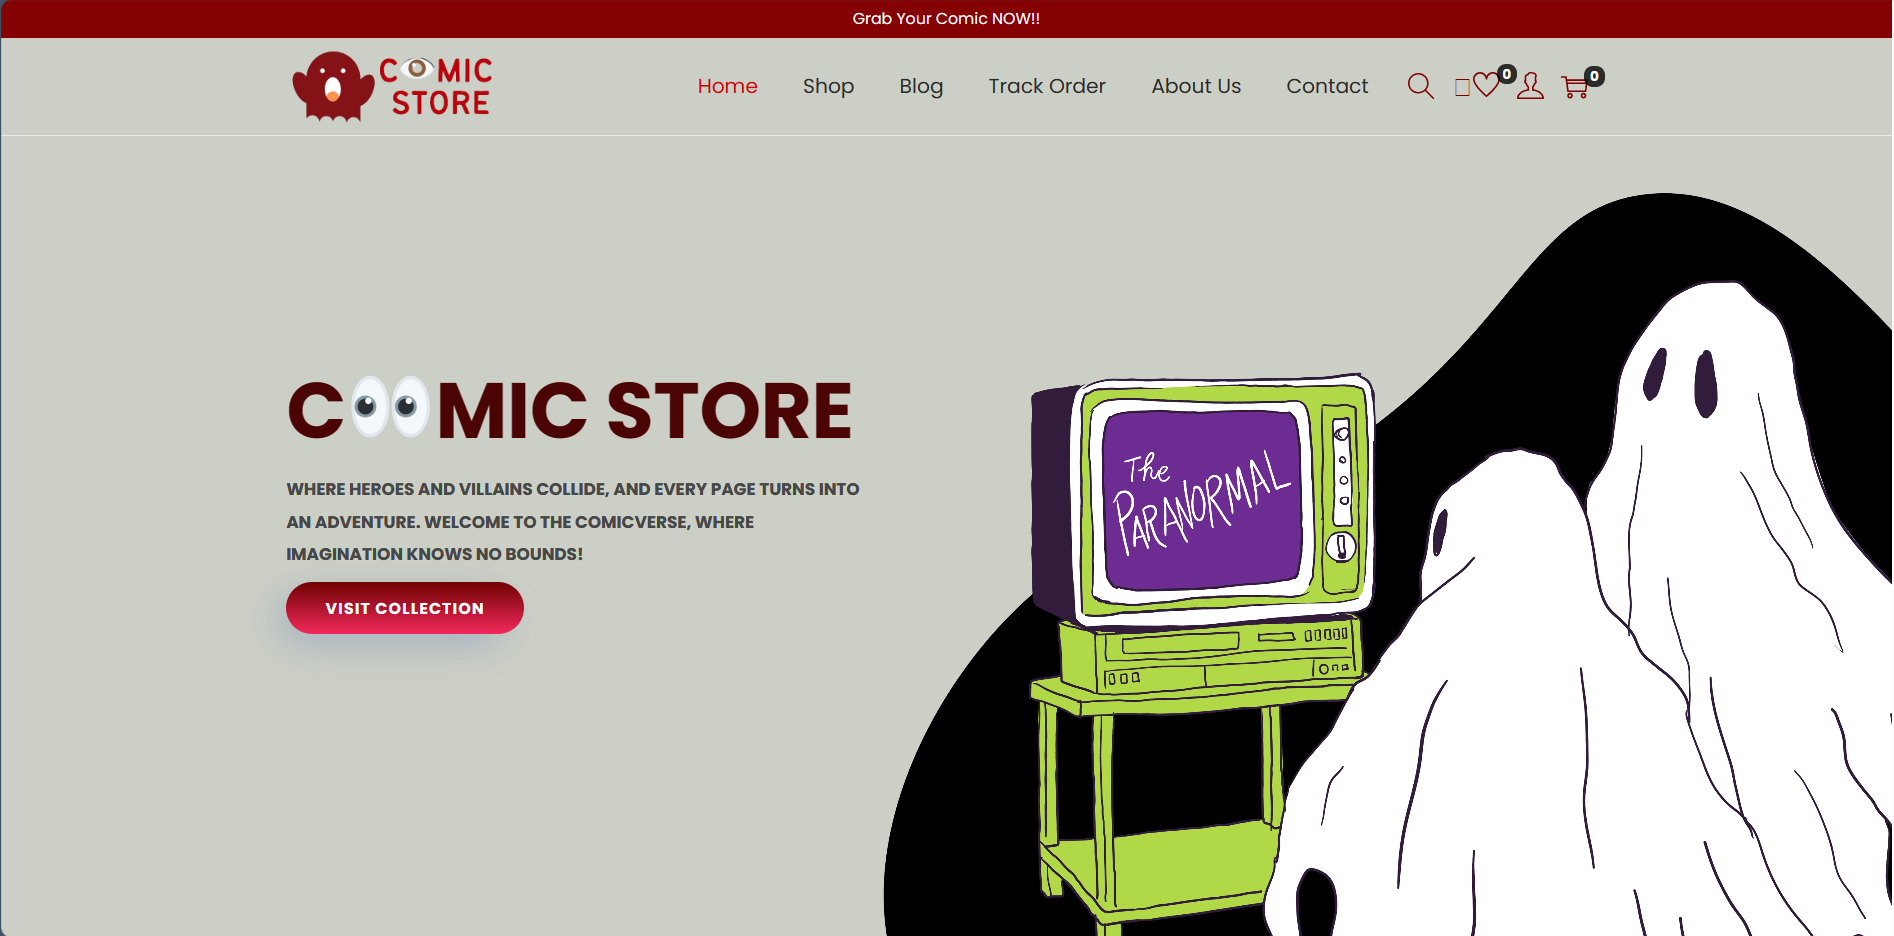 Grab Your Comic NOW!!
C👁MIC
STORE
Home Shop Blog Track Order About Us Contact 0 0
C👀MIC STORE
WHERE HEROES AND VILLAINS COLLIDE, AND EVERY PAGE TURNS INTO
AN ADVENTURE. WELCOME TO THE COMICVERSE, WHERE
IMAGINATION KNOWS NO BOUNDS!
VISIT COLLECTION
The
PARANORMAL